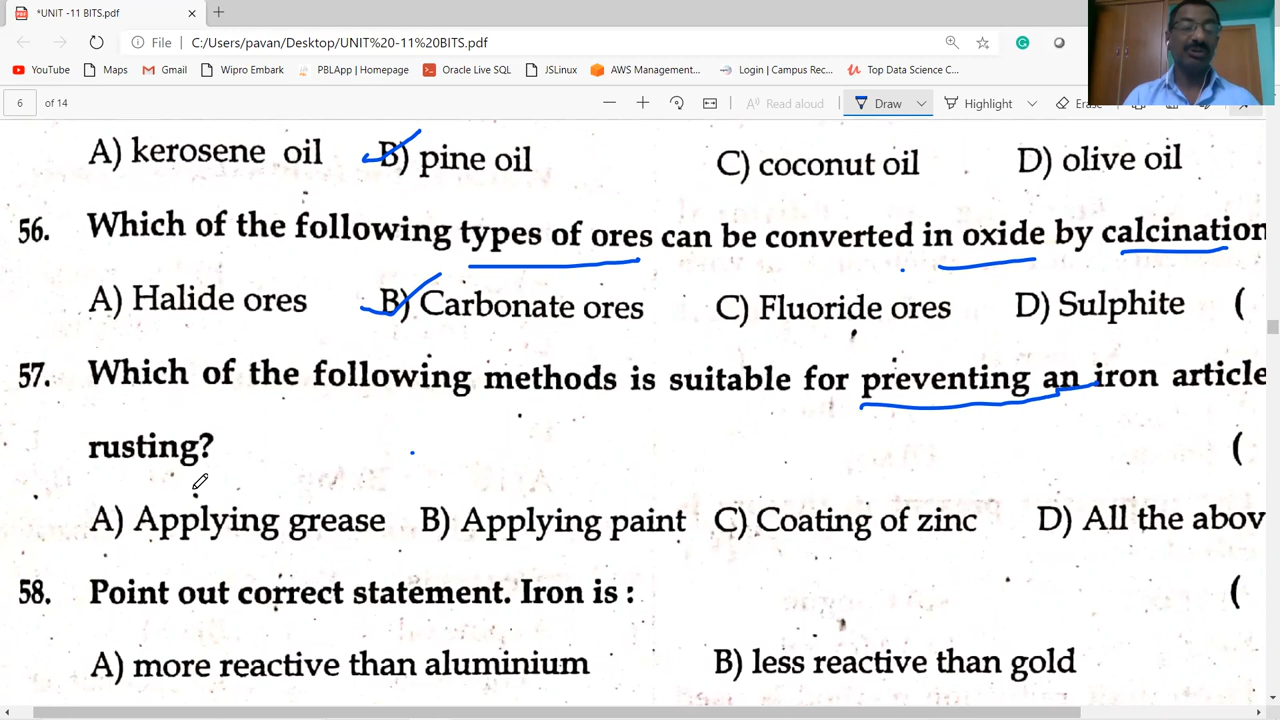 *UNIT -11 BITS.pdf
File C:/Users/pavan/Desktop/UNIT%20-11%20BITS.pdf
YouTube Maps Gmail Wipro Embark PBLApp | Homepage Oracle Live SQL JSLinux AWS Management... Login | Campus Rec... Top Data Science C...
6 of 14 Read aloud Draw Highlight Erase
A) kerosene oil B) pine oil C) coconut oil D) olive oil
56. Which of the following types of ores can be converted in oxide by calcination
A) Halide ores B) Carbonate ores C) Fluoride ores D) Sulphite (
57. Which of the following methods is suitable for preventing an iron article
rusting? (
A) Applying grease B) Applying paint C) Coating of zinc D) All the abov
58. Point out correct statement. Iron is : (
A) more reactive than aluminium B) less reactive than gold